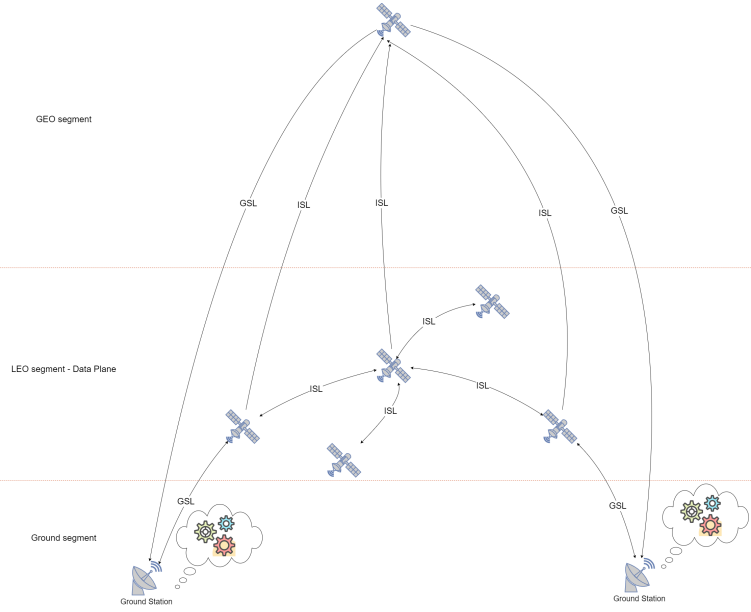 GEO segment
GSL
ISL
ISL
ISL
GSL
ISL
LEO segment - Data Plane
ISL
ISL
ISL
GSL
GSL
Ground segment
Ground Station
Ground Station